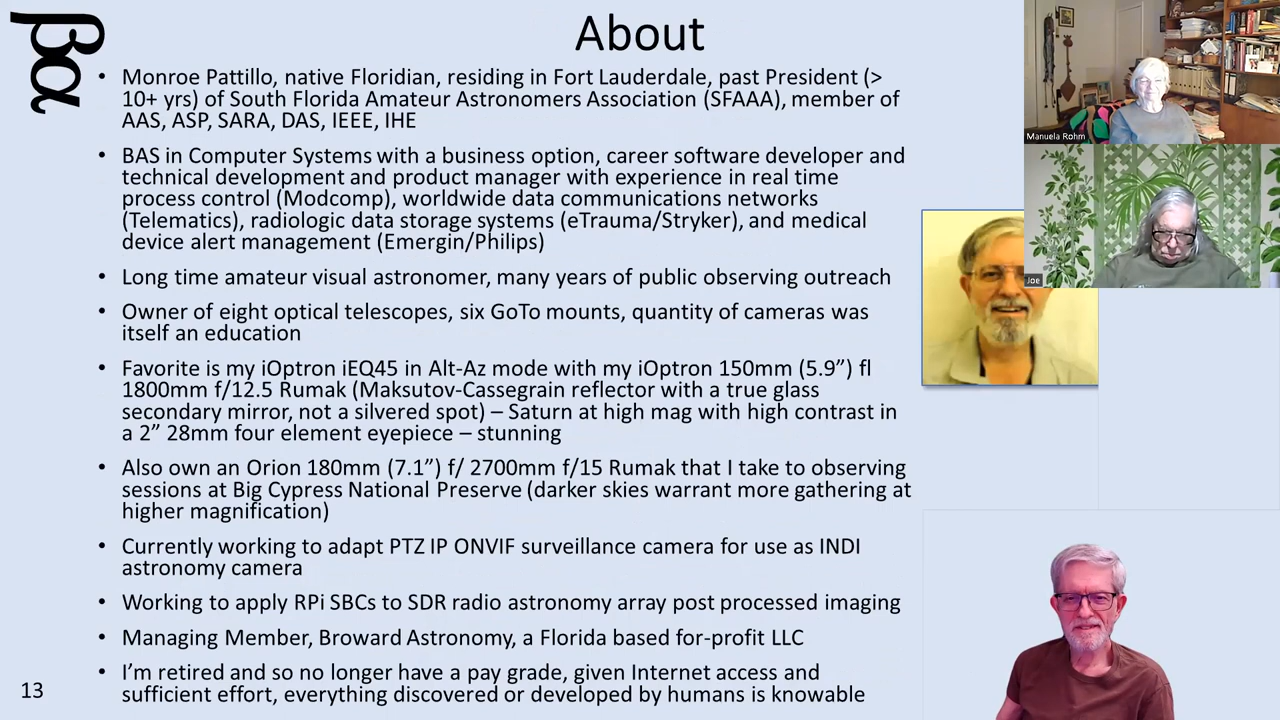 βα
About
• Monroe Pattillo, native Floridian, residing in Fort Lauderdale, past President (>
10+ yrs) of South Florida Amateur Astronomers Association (SFAAA), member of
AAS, ASP, SARA, DAS, IEEE, IHE
• BAS in Computer Systems with a business option, career software developer and
technical development and product manager with experience in real time
process control (Modcomp), worldwide data communications networks
(Telematics), radiologic data storage systems (eTrauma/Stryker), and medical
device alert management (Emergin/Philips)
• Long time amateur visual astronomer, many years of public observing outreach
• Owner of eight optical telescopes, six GoTo mounts, quantity of cameras was
itself an education
• Favorite is my iOptron iEQ45 in Alt-Az mode with my iOptron 150mm (5.9”) fl
1800mm f/12.5 Rumak (Maksutov-Cassegrain reflector with a true glass
secondary mirror, not a silvered spot) – Saturn at high mag with high contrast in
a 2” 28mm four element eyepiece – stunning
• Also own an Orion 180mm (7.1”) f/ 2700mm f/15 Rumak that I take to observing
sessions at Big Cypress National Preserve (darker skies warrant more gathering at
higher magnification)
• Currently working to adapt PTZ IP ONVIF surveillance camera for use as INDI
astronomy camera
• Working to apply RPi SBCs to SDR radio astronomy array post processed imaging
• Managing Member, Broward Astronomy, a Florida based for-profit LLC
• I’m retired and so no longer have a pay grade, given Internet access and
sufficient effort, everything discovered or developed by humans is knowable
13
Manuela Rohm
Joe